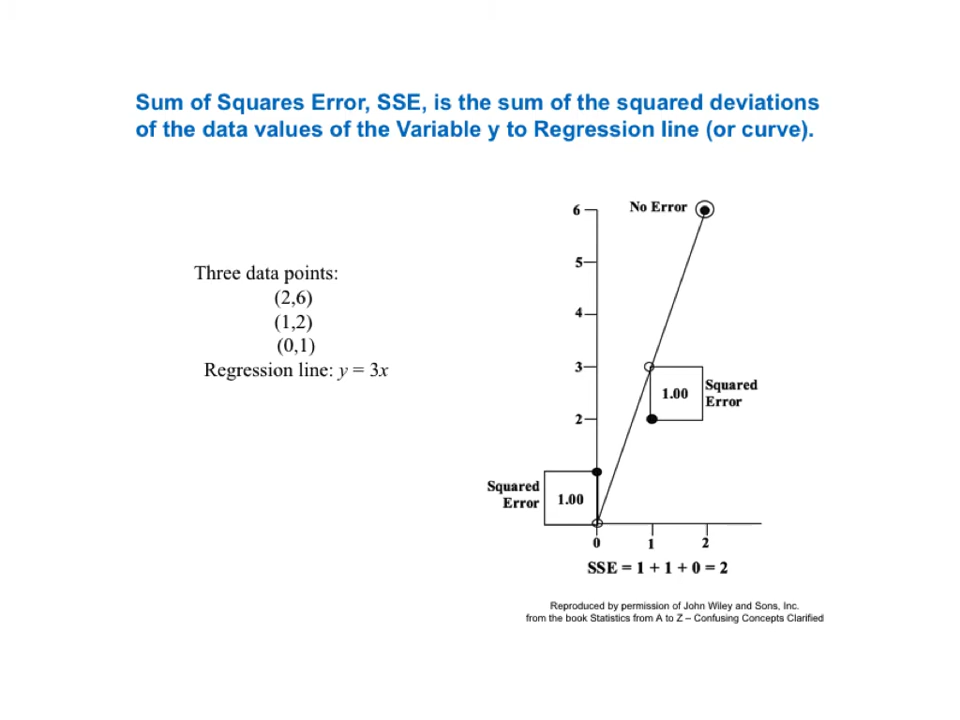 Sum of Squares Error, SSE, is the sum of the squared deviations
of the data values of the Variable y to Regression line (or curve).
Three data points:
(2,6)
(1,2)
(0,1)
Regression line: y = 3x
6
No Error
5
4
3
1.00
Squared
Error
2
Squared
Error
1.00
0
1
2
SSE = 1 + 1 + 0 = 2
Reproduced by permission of John Wiley and Sons, Inc.
from the book Statistics from A to Z – Confusing Concepts Clarified